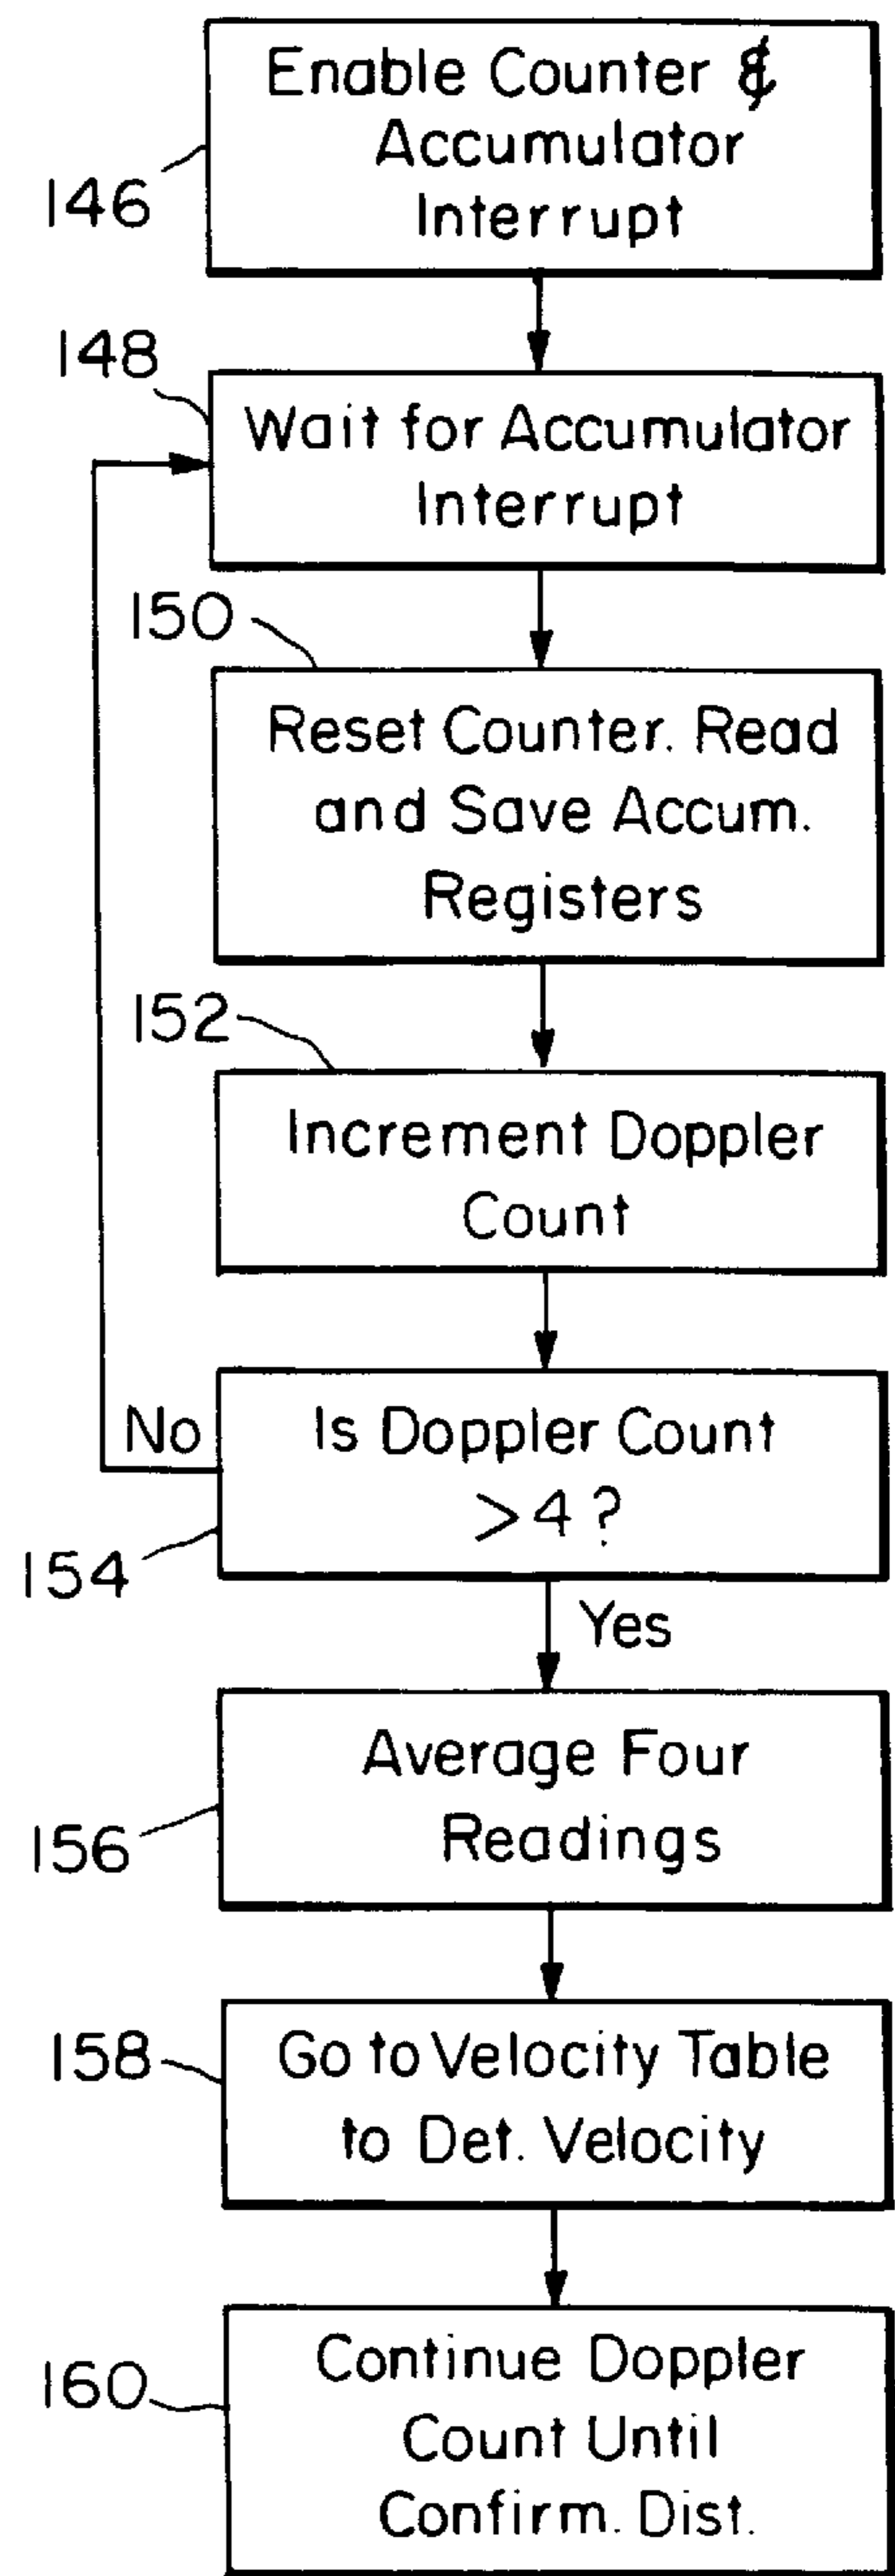 Enable Counter &
Accumulator
Interrupt
146
148
Wait for Accumulator
Interrupt
150
Reset Counter. Read
and Save Accum.
Registers
152
Increment Doppler
Count
No
Is Doppler Count
>4?
154
Yes
Average Four
Readings
156
158
Go to Velocity Table
to Det. Velocity
160
Continue Doppler
Count Until
Confirm. Dist.